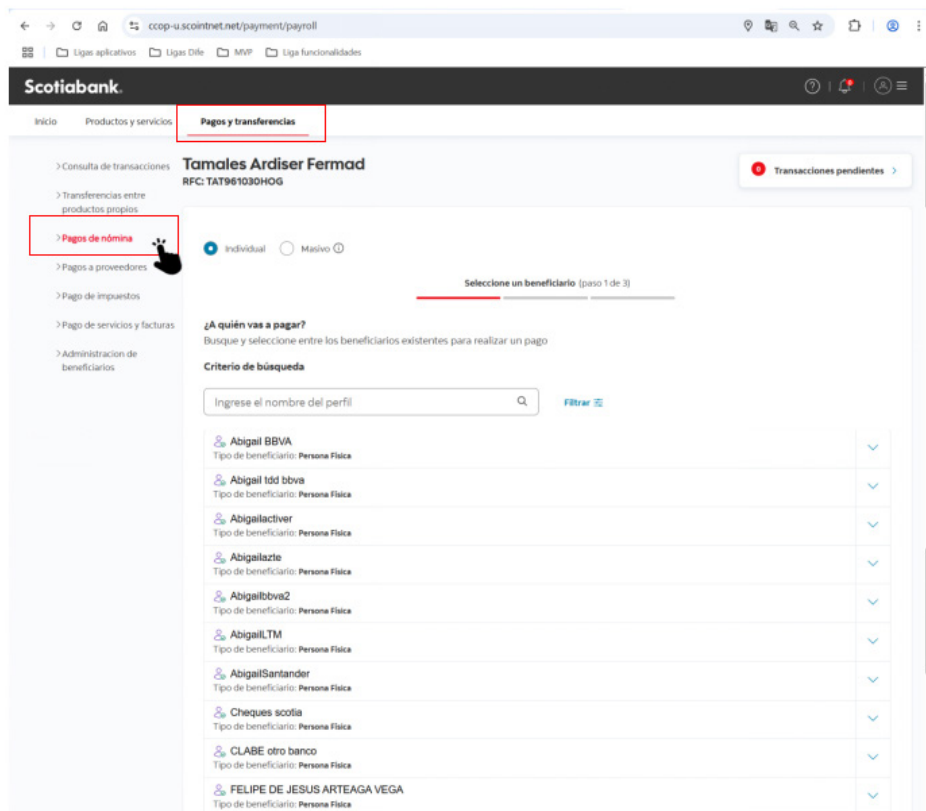 ccop-u.scointnet.net/payment/payroll
Ligas aplicativos
Ligas Dife
MVP
Liga funcionalidades
Scotiabank.
Inicio
Productos y servicios
Pagos y transferencias
>Consulta de transacciones
>Transferencias entre
productos propios
>Pagos de nómina
>Pagos a proveedores
>Pago de impuestos
>Pago de servicios y facturas
>Administracion de
beneficiarios
Tamales Ardiser Fermad
RFC: TAT961030HOG
0 Transacciones pendientes >
Individual
Masivo
Seleccione un beneficiario (paso 1 de 3)
¿A quién vas a pagar?
Busque y seleccione entre los beneficiarios existentes para realizar un pago
Criterio de búsqueda
Ingrese el nombre del perfil
Filtrar
Abigail BBVA
Tipo de beneficiario: Persona Física
Abigail tdd bbva
Tipo de beneficiario: Persona Física
Abigailactiver
Tipo de beneficiario: Persona Física
Abigailazte
Tipo de beneficiario: Persona Física
Abigailbbva2
Tipo de beneficiario: Persona Física
AbigailLTM
Tipo de beneficiario: Persona Física
AbigailSantander
Tipo de beneficiario: Persona Física
Cheques scotia
Tipo de beneficiario: Persona Física
CLABE otro banco
Tipo de beneficiario: Persona Física
FELIPE DE JESUS ARTEAGA VEGA
Tipo de beneficiario: Persona Física